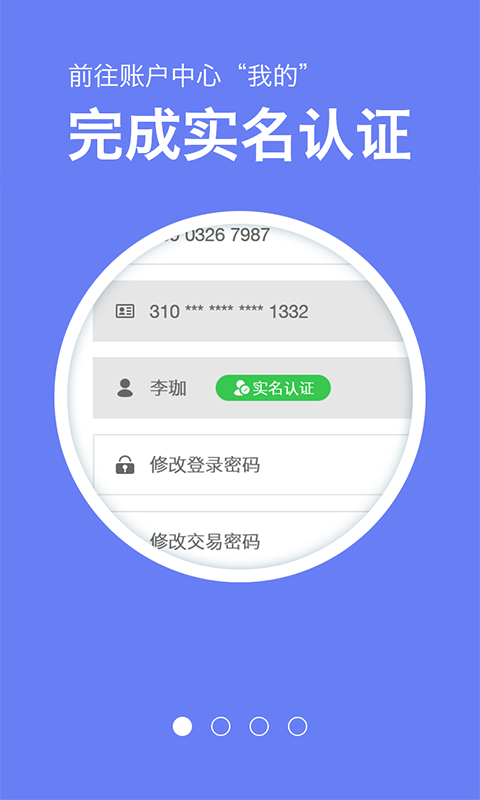 前往账户中心“我的”
完成实名认证
0326 7987
310 *** **** **** 1332
李珈 实名认证
修改登录密码
修改交易密码